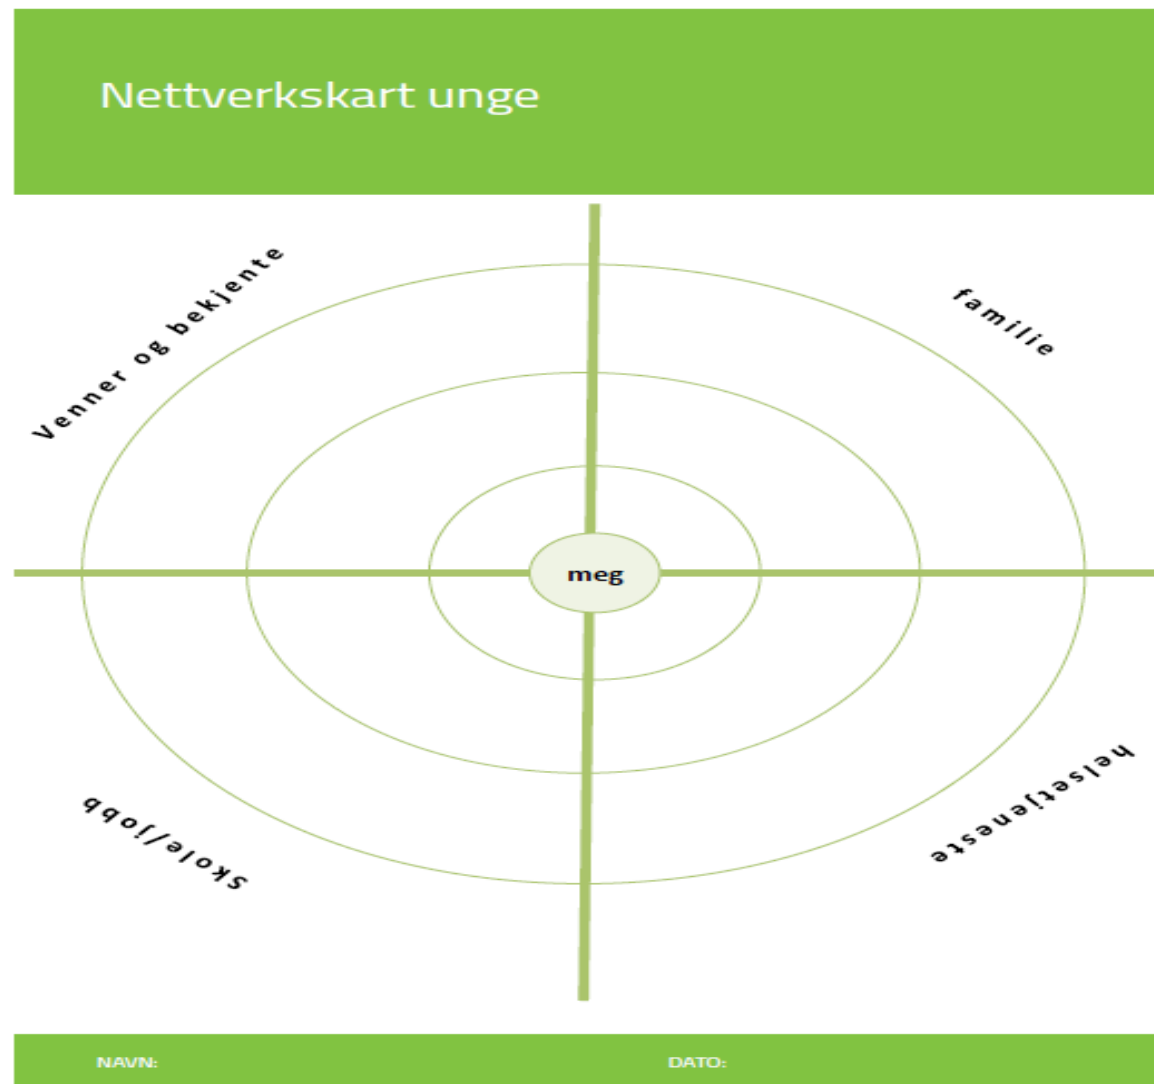 Nettverkskart unge
Venner og bekjente
familie
meg
Skole/jobb
helsetjeneste
NAVN:
DATO: